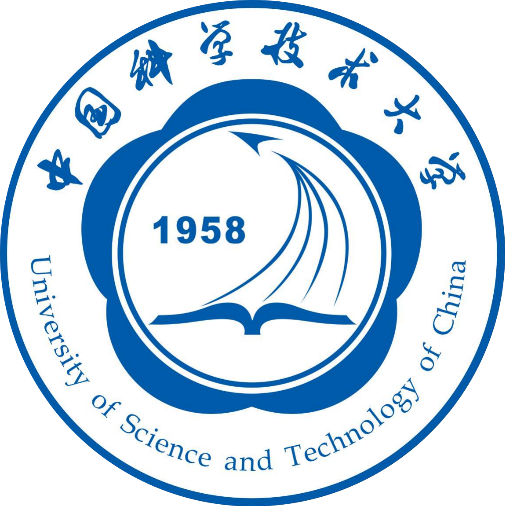 中国科学技术大学
1958
University of Science and Technology of China